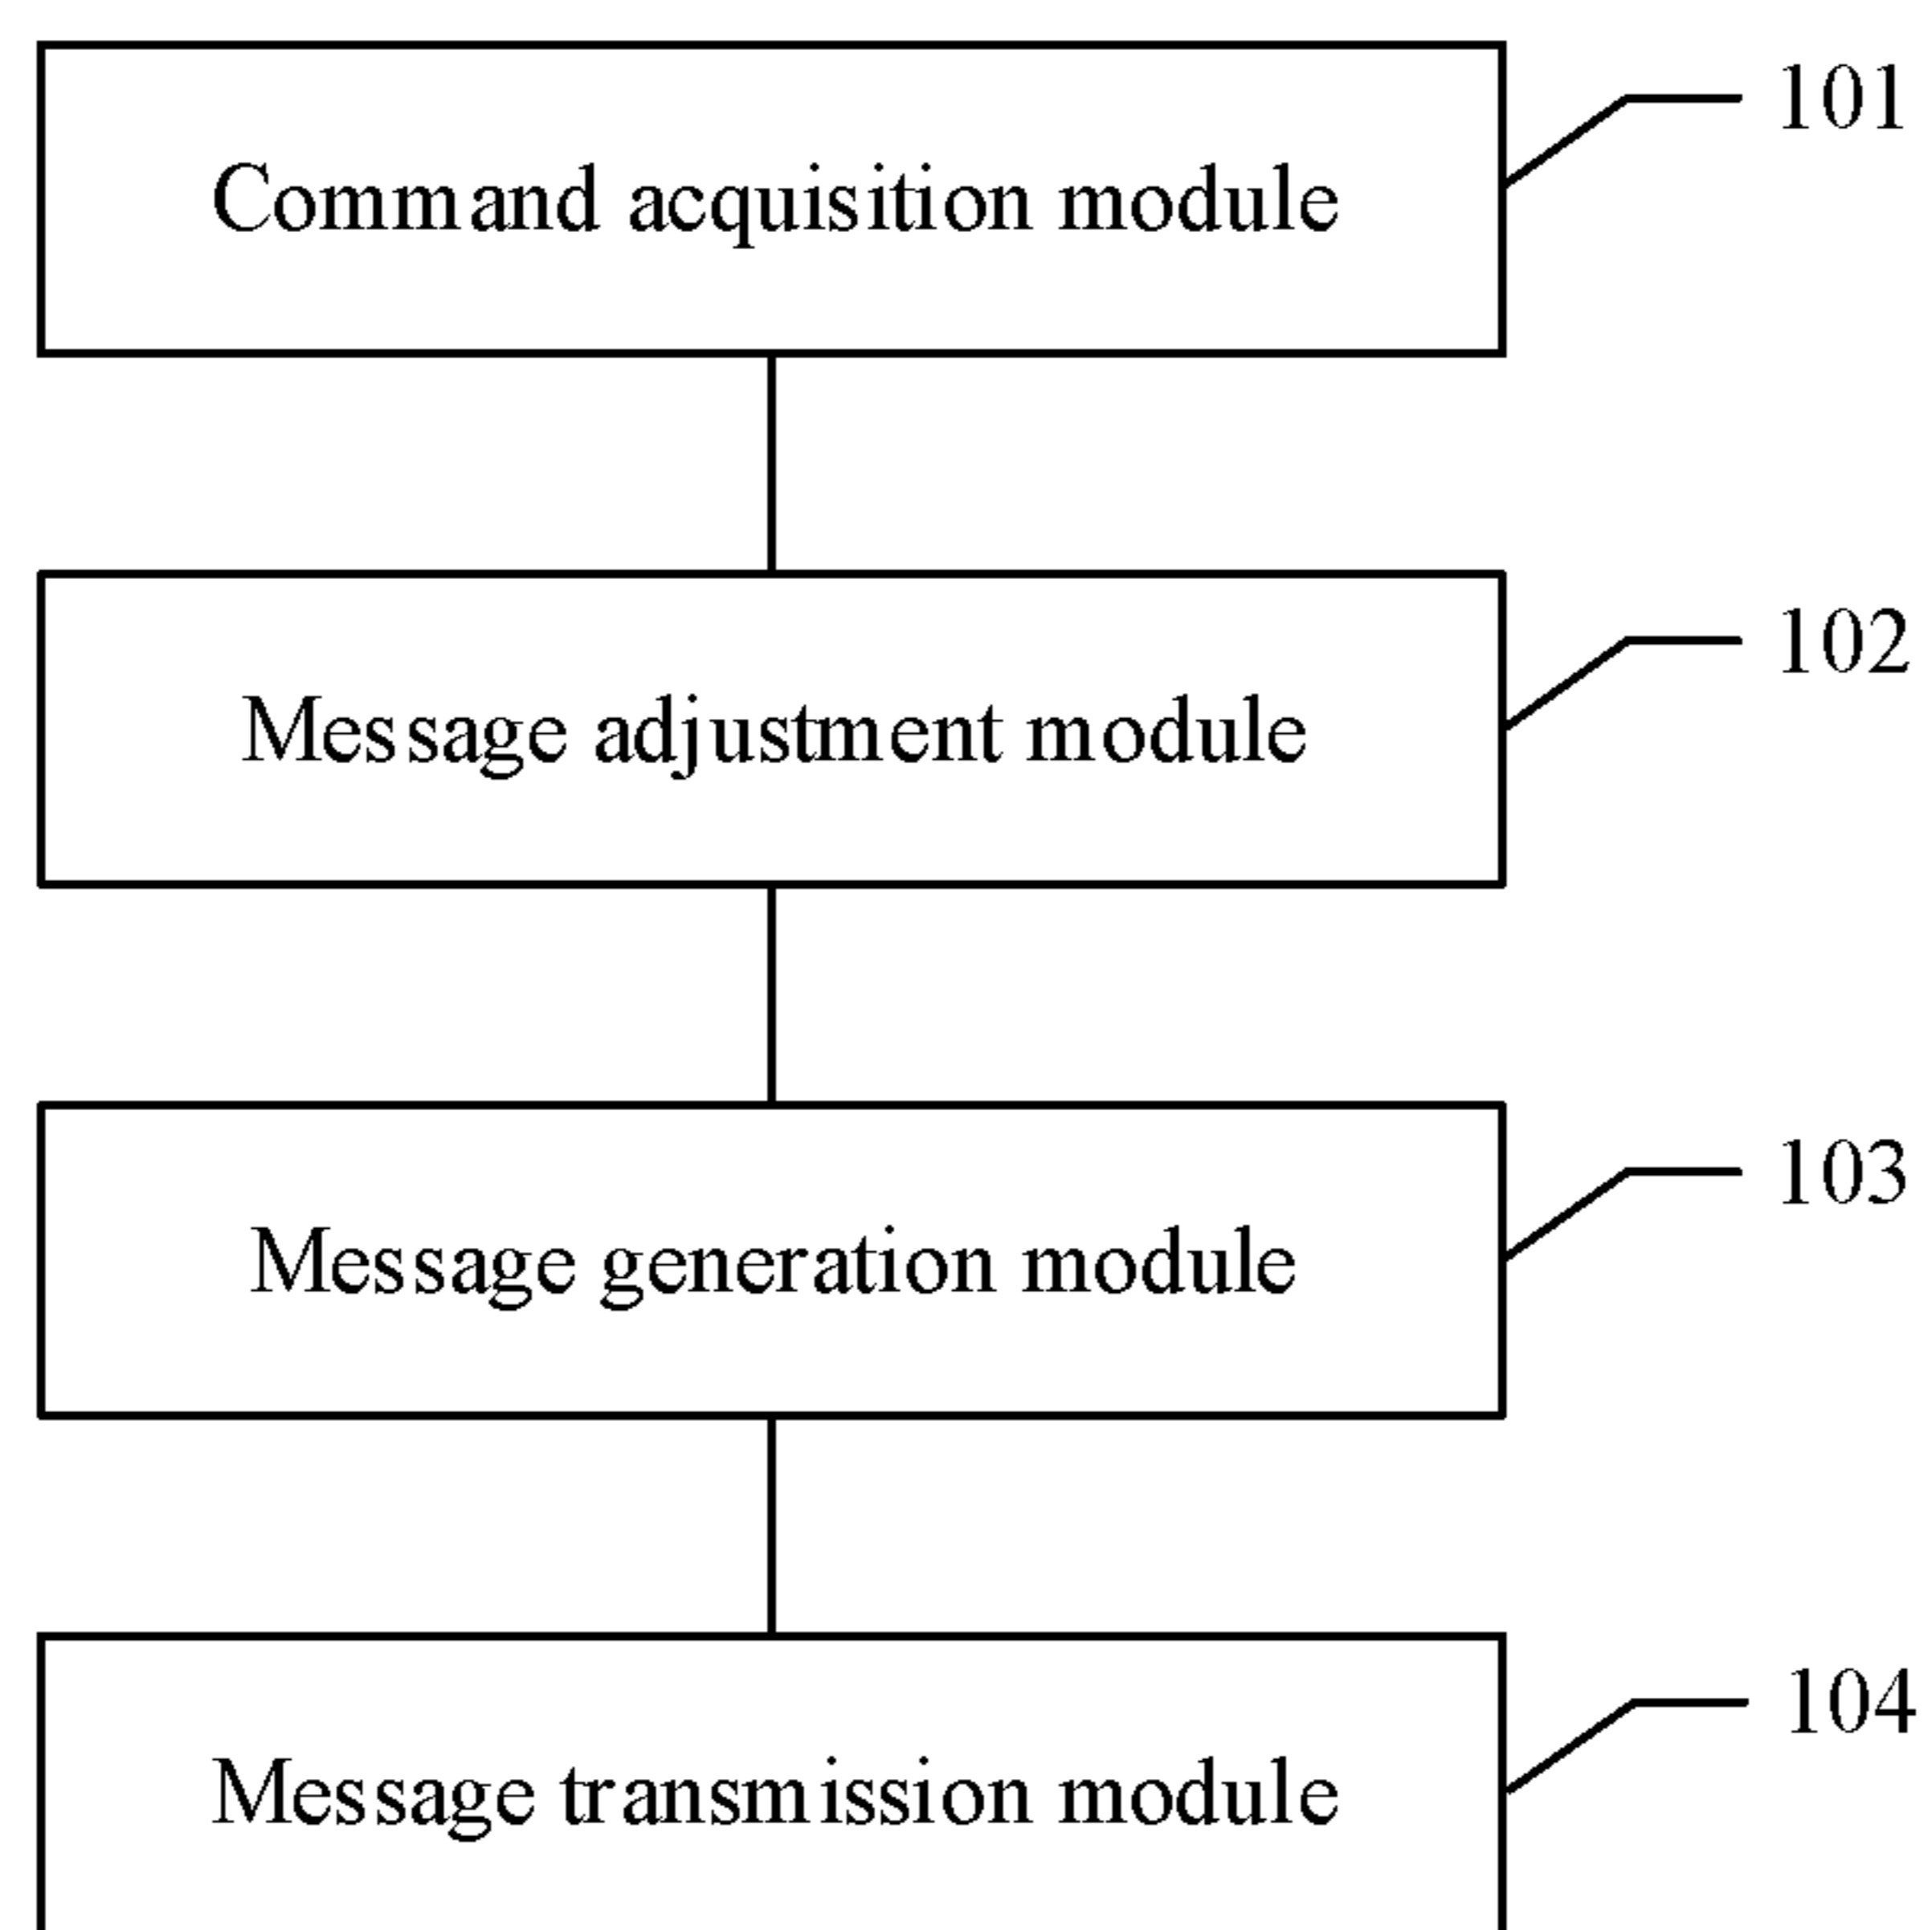 101
Command acquisition module
102
Message adjustment module
103
Message generation module
104
Message transmission module